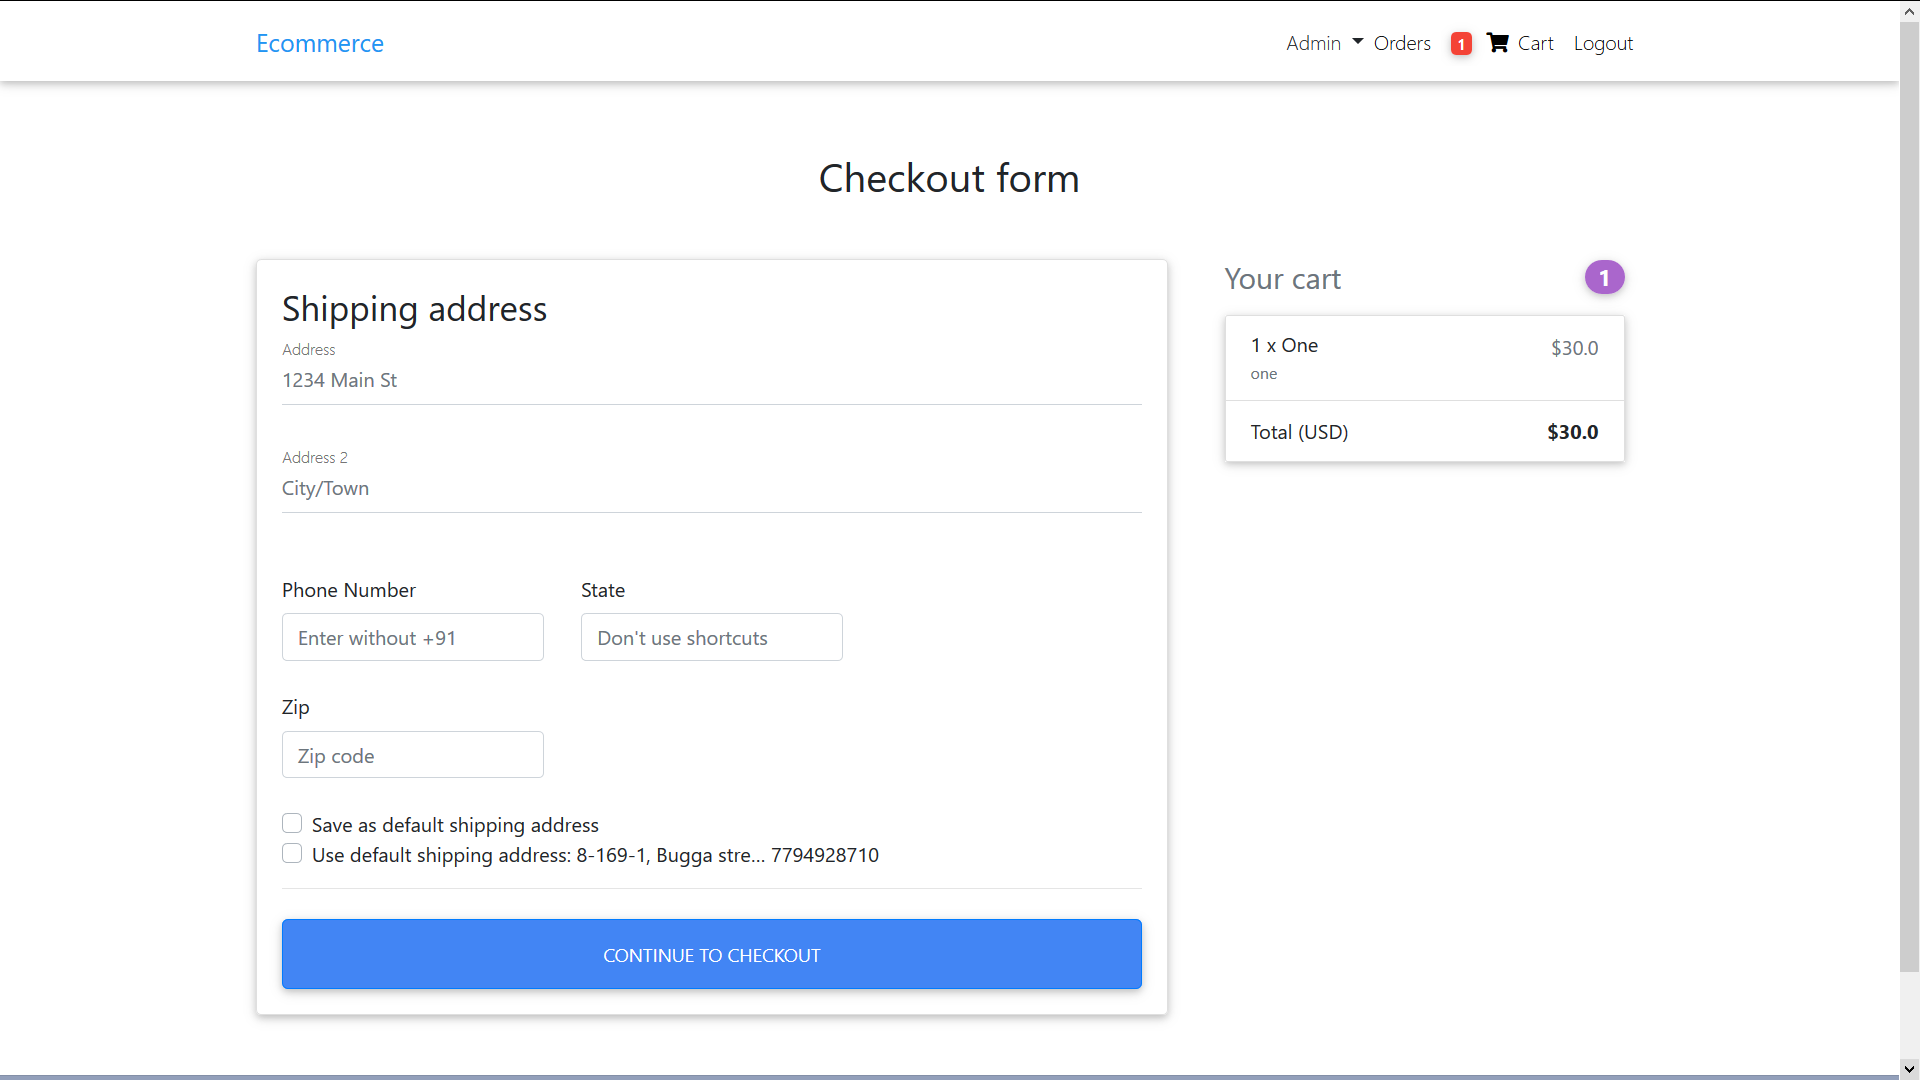 Ecommerce
Admin Orders 1 Cart Logout
Checkout form
Shipping address
Address
1234 Main St
Address 2
City/Town
Phone Number
Enter without +91
State
Don't use shortcuts
Zip
Zip code
Save as default shipping address
Use default shipping address: 8-169-1, Bugga stre... 7794928710
CONTINUE TO CHECKOUT
Your cart 1
1 x One $30.0
one
Total (USD) $30.0